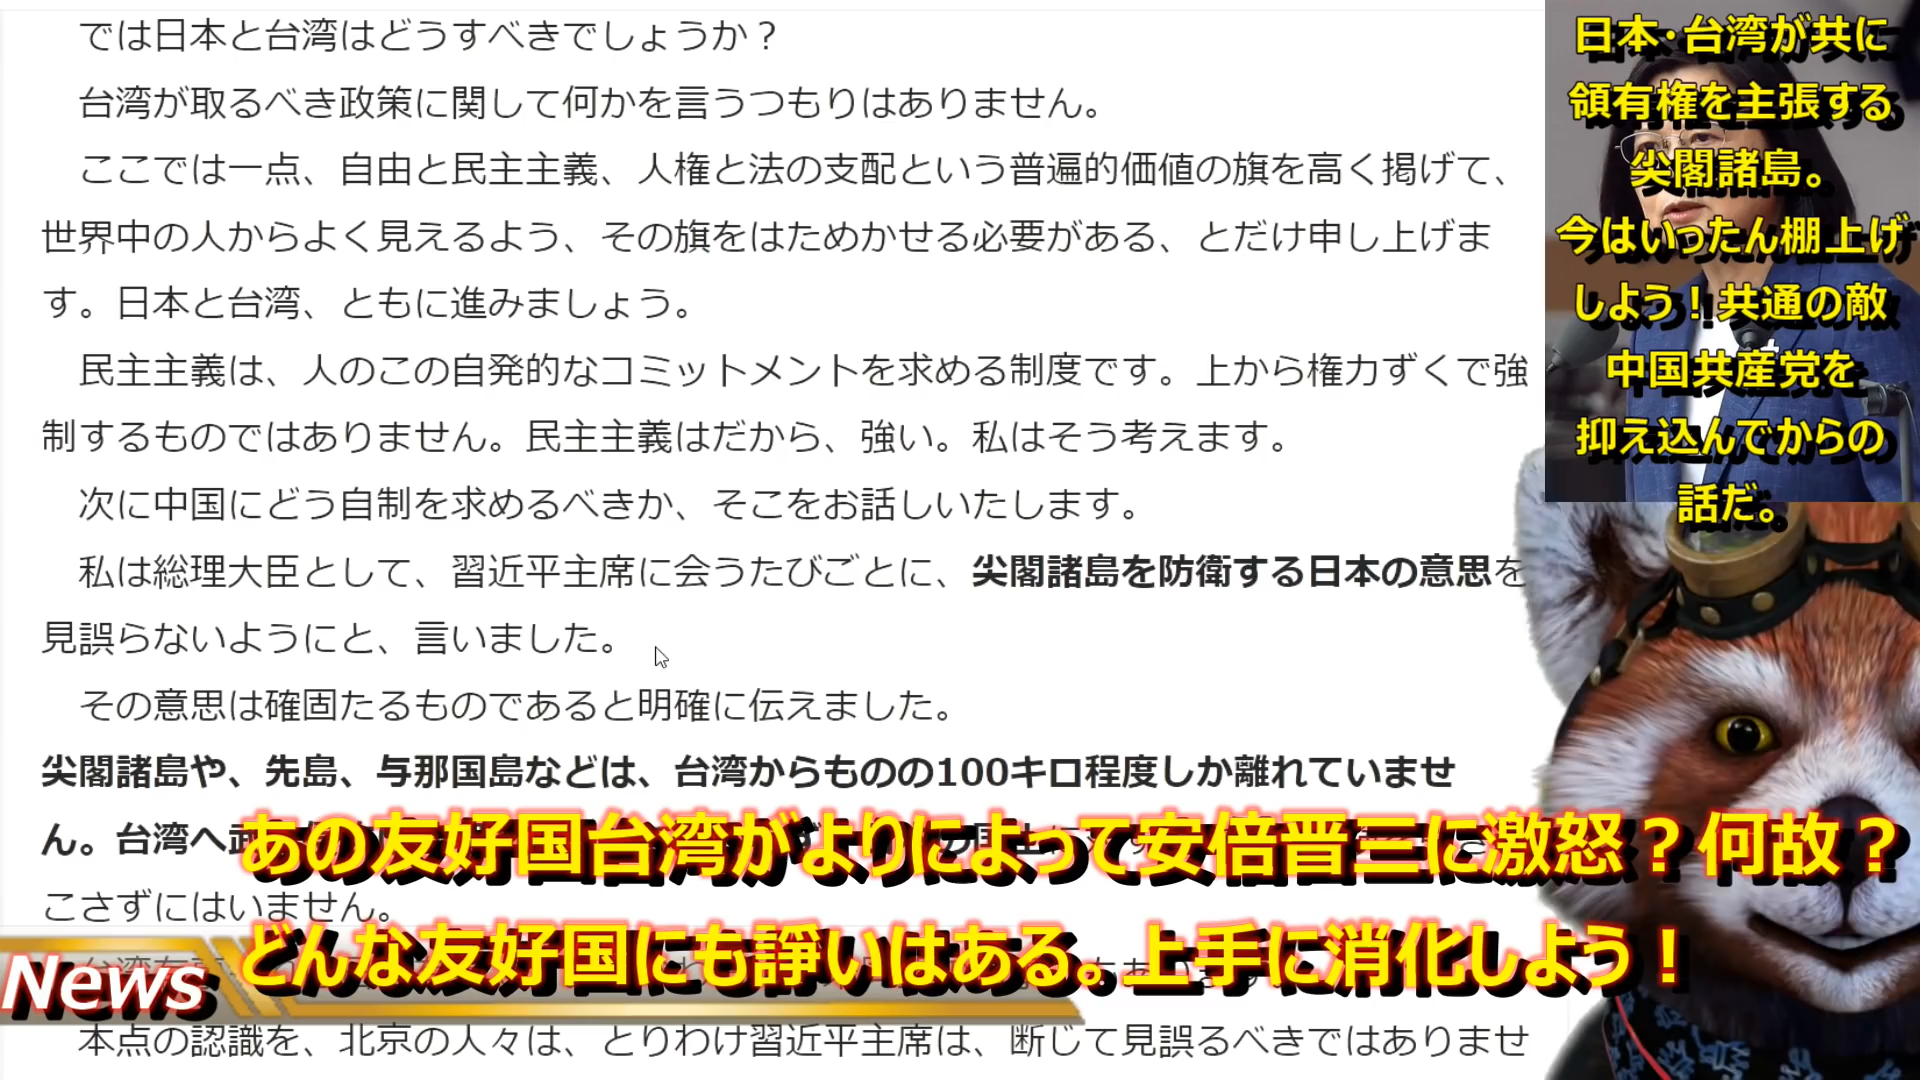 では日本と台湾はどうすべきでしょうか？
台湾が取るべき政策に関して何かを言うつもりはありません。
ここでは一点、自由と民主主義、人権と法の支配という普遍的価値の旗を高く掲げて、
世界中の人からよく見えるよう、その旗をはためかせる必要がある、とだけ申し上げま
す。日本と台湾、ともに進みましょう。
民主主義は、人のこの自発的なコミットメントを求める制度です。上から権力ずくで強
制するものではありません。民主主義はだから、強い。私はそう考えます。
次に中国にどう自制を求めるべきか、そこをお話しいたします。
私は総理大臣として、習近平主席に会うたびごとに、尖閣諸島を防衛する日本の意思を
見誤らないようにと、言いました。
その意思は確固たるものであると明確に伝えました。
尖閣諸島や、先島、与那国島などは、台湾からものの100キロ程度しか離れていませ
ん。台湾へ武
こさずにはいません。
本点の認識を、北京の人々は、とりわけ習近平主席は、断じて見誤るべきではありませ
日本・台湾が共に
領有権を主張する
尖閣諸島。
今はいったん棚上げ
しよう！共通の敵
中国共産党を
抑え込んでからの
話だ。
あの友好国台湾がよりによって安倍晋三に激怒？何故？
どんな友好国にも諍いはある。上手に消化しよう！
News